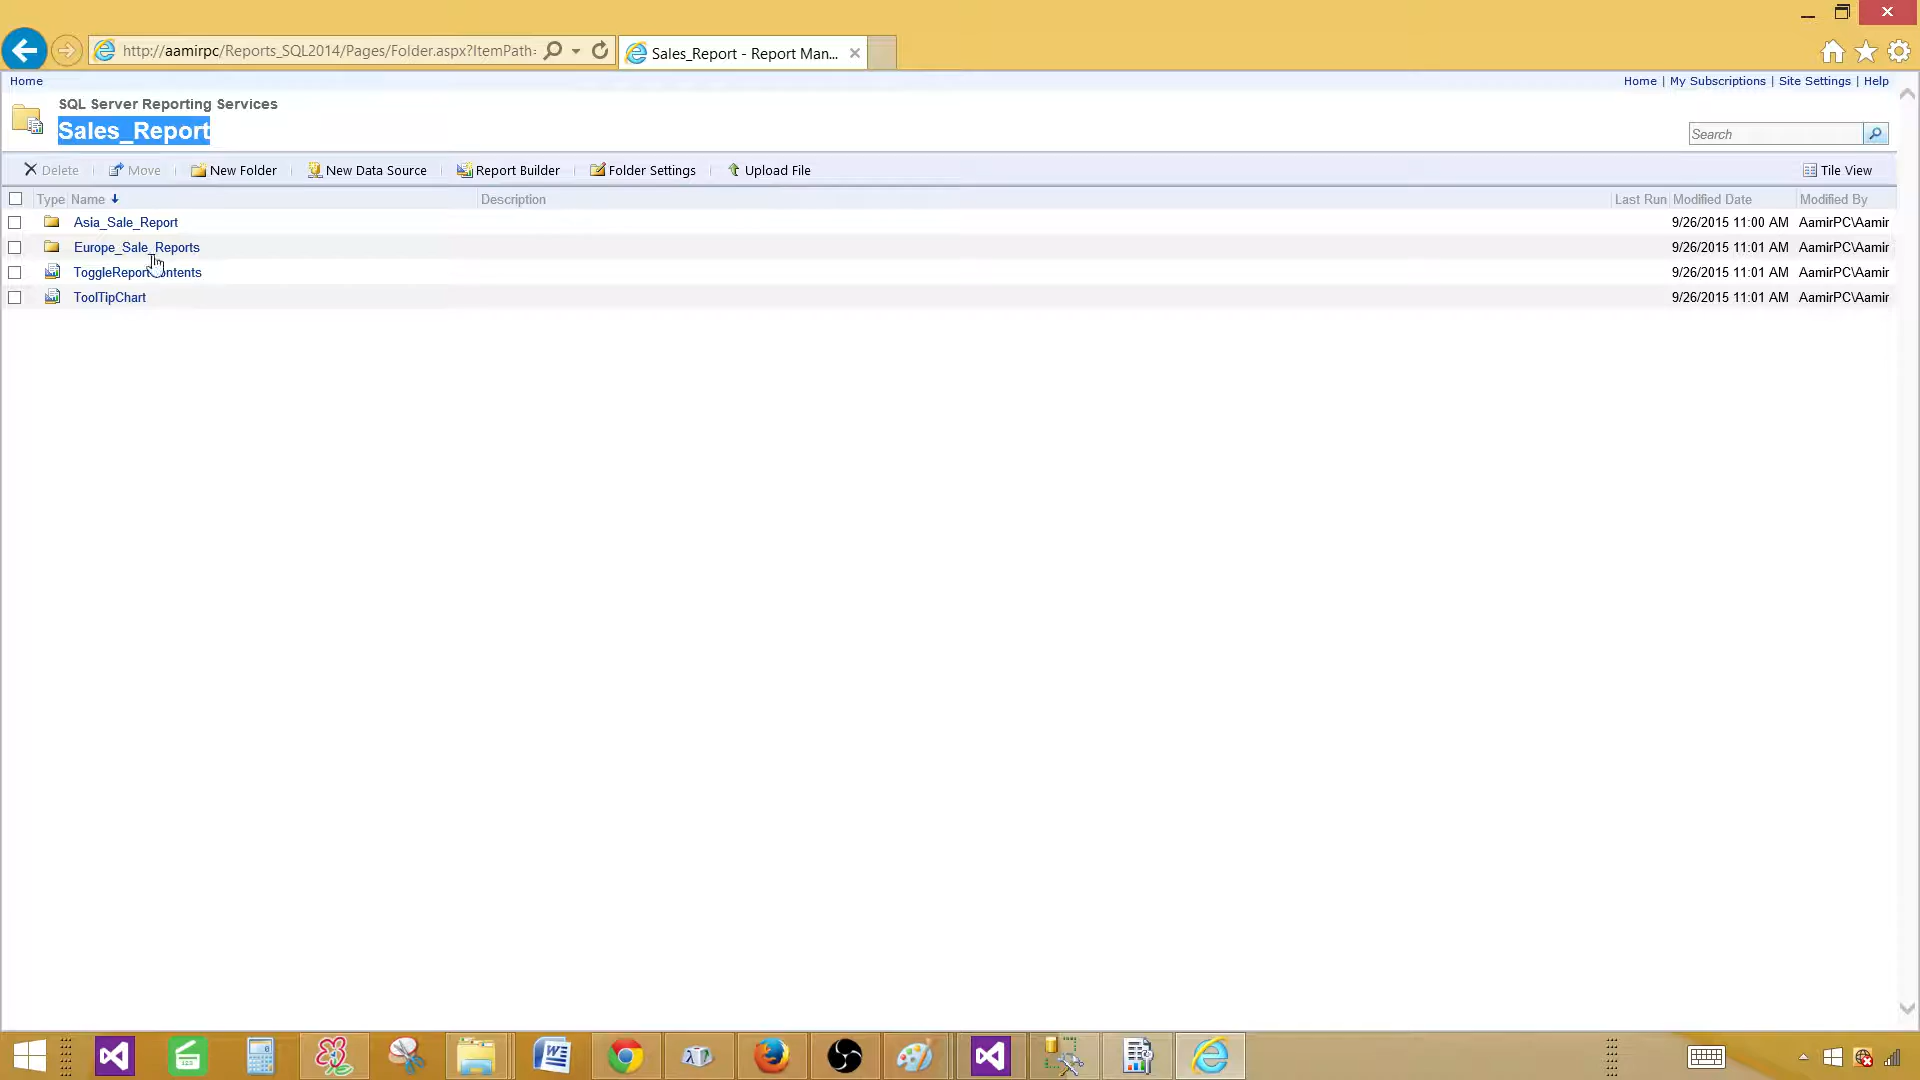 http://aamirpc/Reports_SQL2014/Pages/Folder.aspx?ItemPath=
Sales_Report - Report Man...
Home
Home | My Subscriptions | Site Settings | Help
SQL Server Reporting Services
Sales_Report
Search
Delete Move New Folder New Data Source Report Builder Folder Settings Upload File Tile View
Type Name Description Last Run Modified Date Modified By
Asia_Sale_Report 9/26/2015 11:00 AM AamirPC\Aamir
Europe_Sale_Reports 9/26/2015 11:01 AM AamirPC\Aamir
9/26/2015 11:01 AM AamirPC\Aamir
ToolTipChart 9/26/2015 11:01 AM AamirPC\Aamir